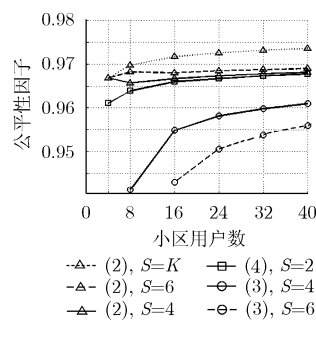 0.98
0.97
0.96
0.95
公平性因子
0 8 16 24 32 40
小区用户数
(2), S=K (4), S=2
(2), S=6 (3), S=4
(2), S=4 (3), S=6